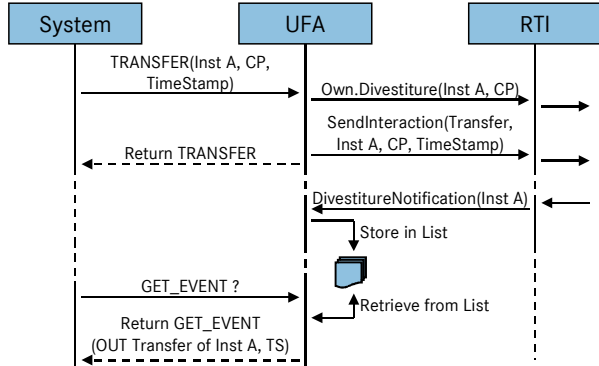 System
UFA
RTI
TRANSFER(Inst A, CP,
TimeStamp)
Own.Divestiture(Inst A, CP)
SendInteraction(Transfer,
Inst A, CP, TimeStamp)
Return TRANSFER
DivestitureNotification(Inst A)
Store in List
GET_EVENT ?
Retrieve from List
Return GET_EVENT
(OUT Transfer of Inst A, TS)